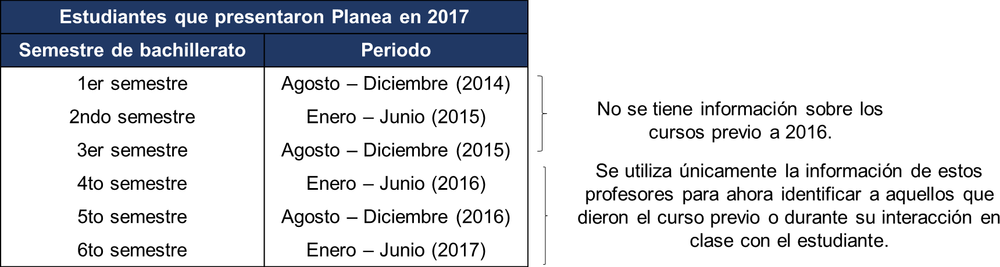 Estudiantes que presentaron Planea en 2017
Semestre de bachillerato Periodo
1er semestre Agosto – Diciembre (2014)
2ndo semestre Enero – Junio (2015)
3er semestre Agosto – Diciembre (2015)
4to semestre Enero – Junio (2016)
5to semestre Agosto – Diciembre (2016)
6to semestre Enero – Junio (2017)
No se tiene información sobre los
cursos previo a 2016.
Se utiliza únicamente la información de estos
profesores para ahora identificar a aquellos que
dieron el curso previo o durante su interacción en
clase con el estudiante.